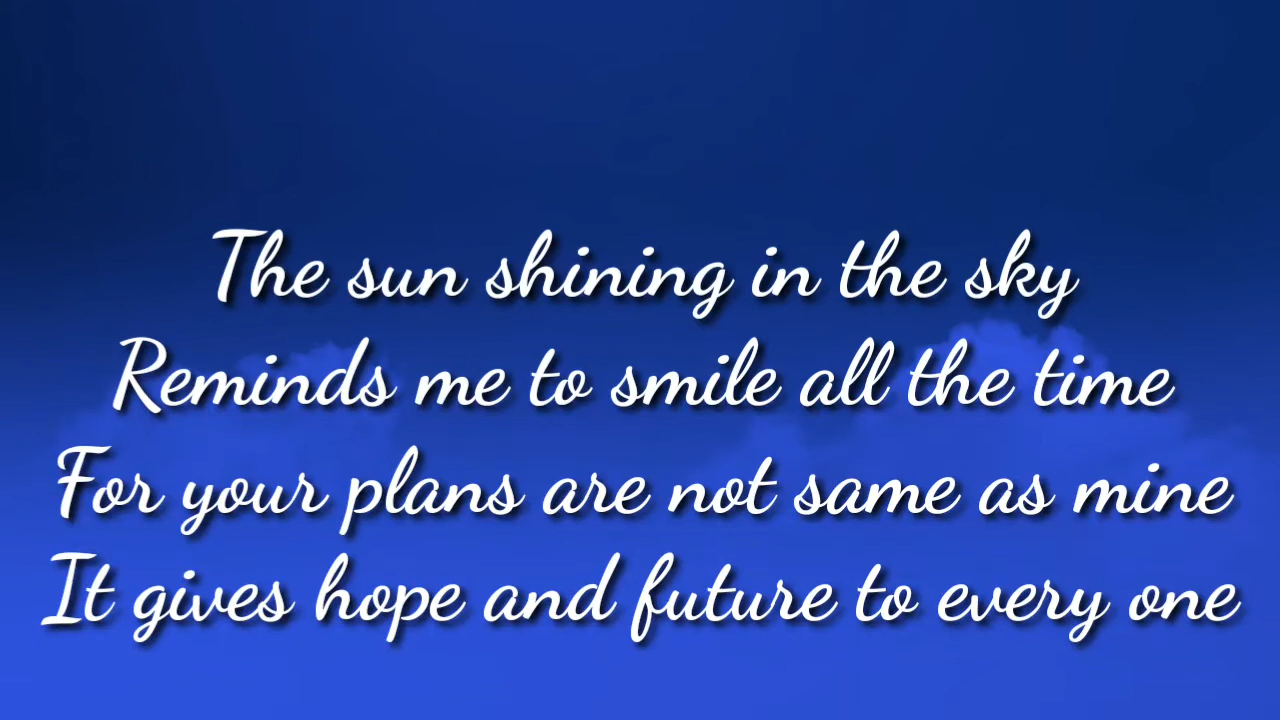 The sun shining in the sky
Reminds me to smile all the time
For your plans are not same as mine
It gives hope and future to every one